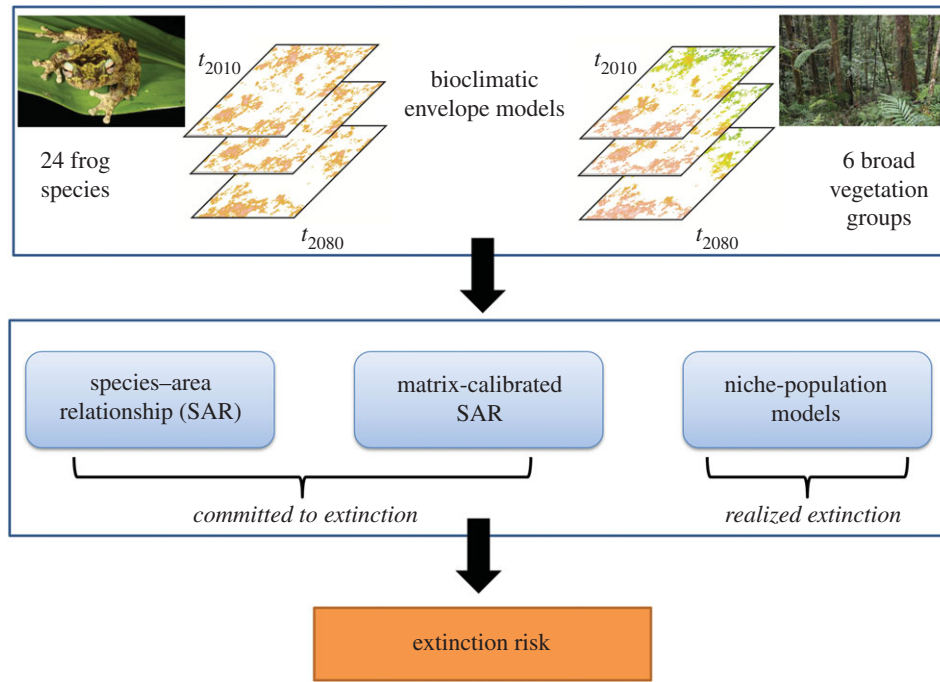 t2010
bioclimatic
envelope models
t2010
24 frog
species
6 broad
vegetation
groups
t2080
t2080
species–area
relationship (SAR)
matrix-calibrated
SAR
niche-population
models
committed to extinction
realized extinction
extinction risk